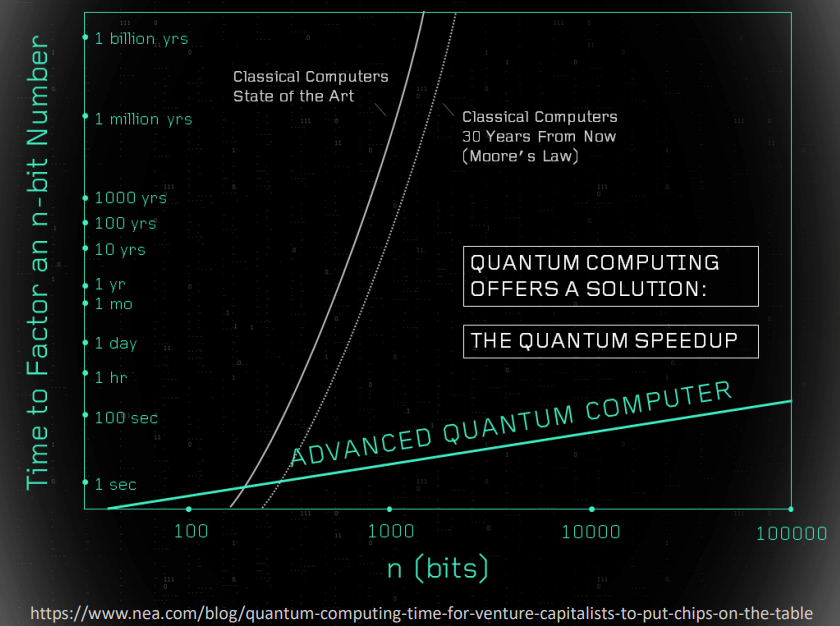 Time to Factor an n-bit Number
1 billion yrs
1 million yrs
1000 yrs
100 yrs
10 yrs
1 yr
1 mo
1 day
1 hr
100 sec
1 sec
Classical Computers
State of the Art
Classical Computers
30 Years From Now
(Moore's Law)
QUANTUM COMPUTING
OFFERS A SOLUTION:
THE QUANTUM SPEEDUP
ADVANCED QUANTUM COMPUTER
100
1000
10000
100000
n (bits)
https://www.nea.com/blog/quantum-computing-time-for-venture-capitalists-to-put-chips-on-the-table